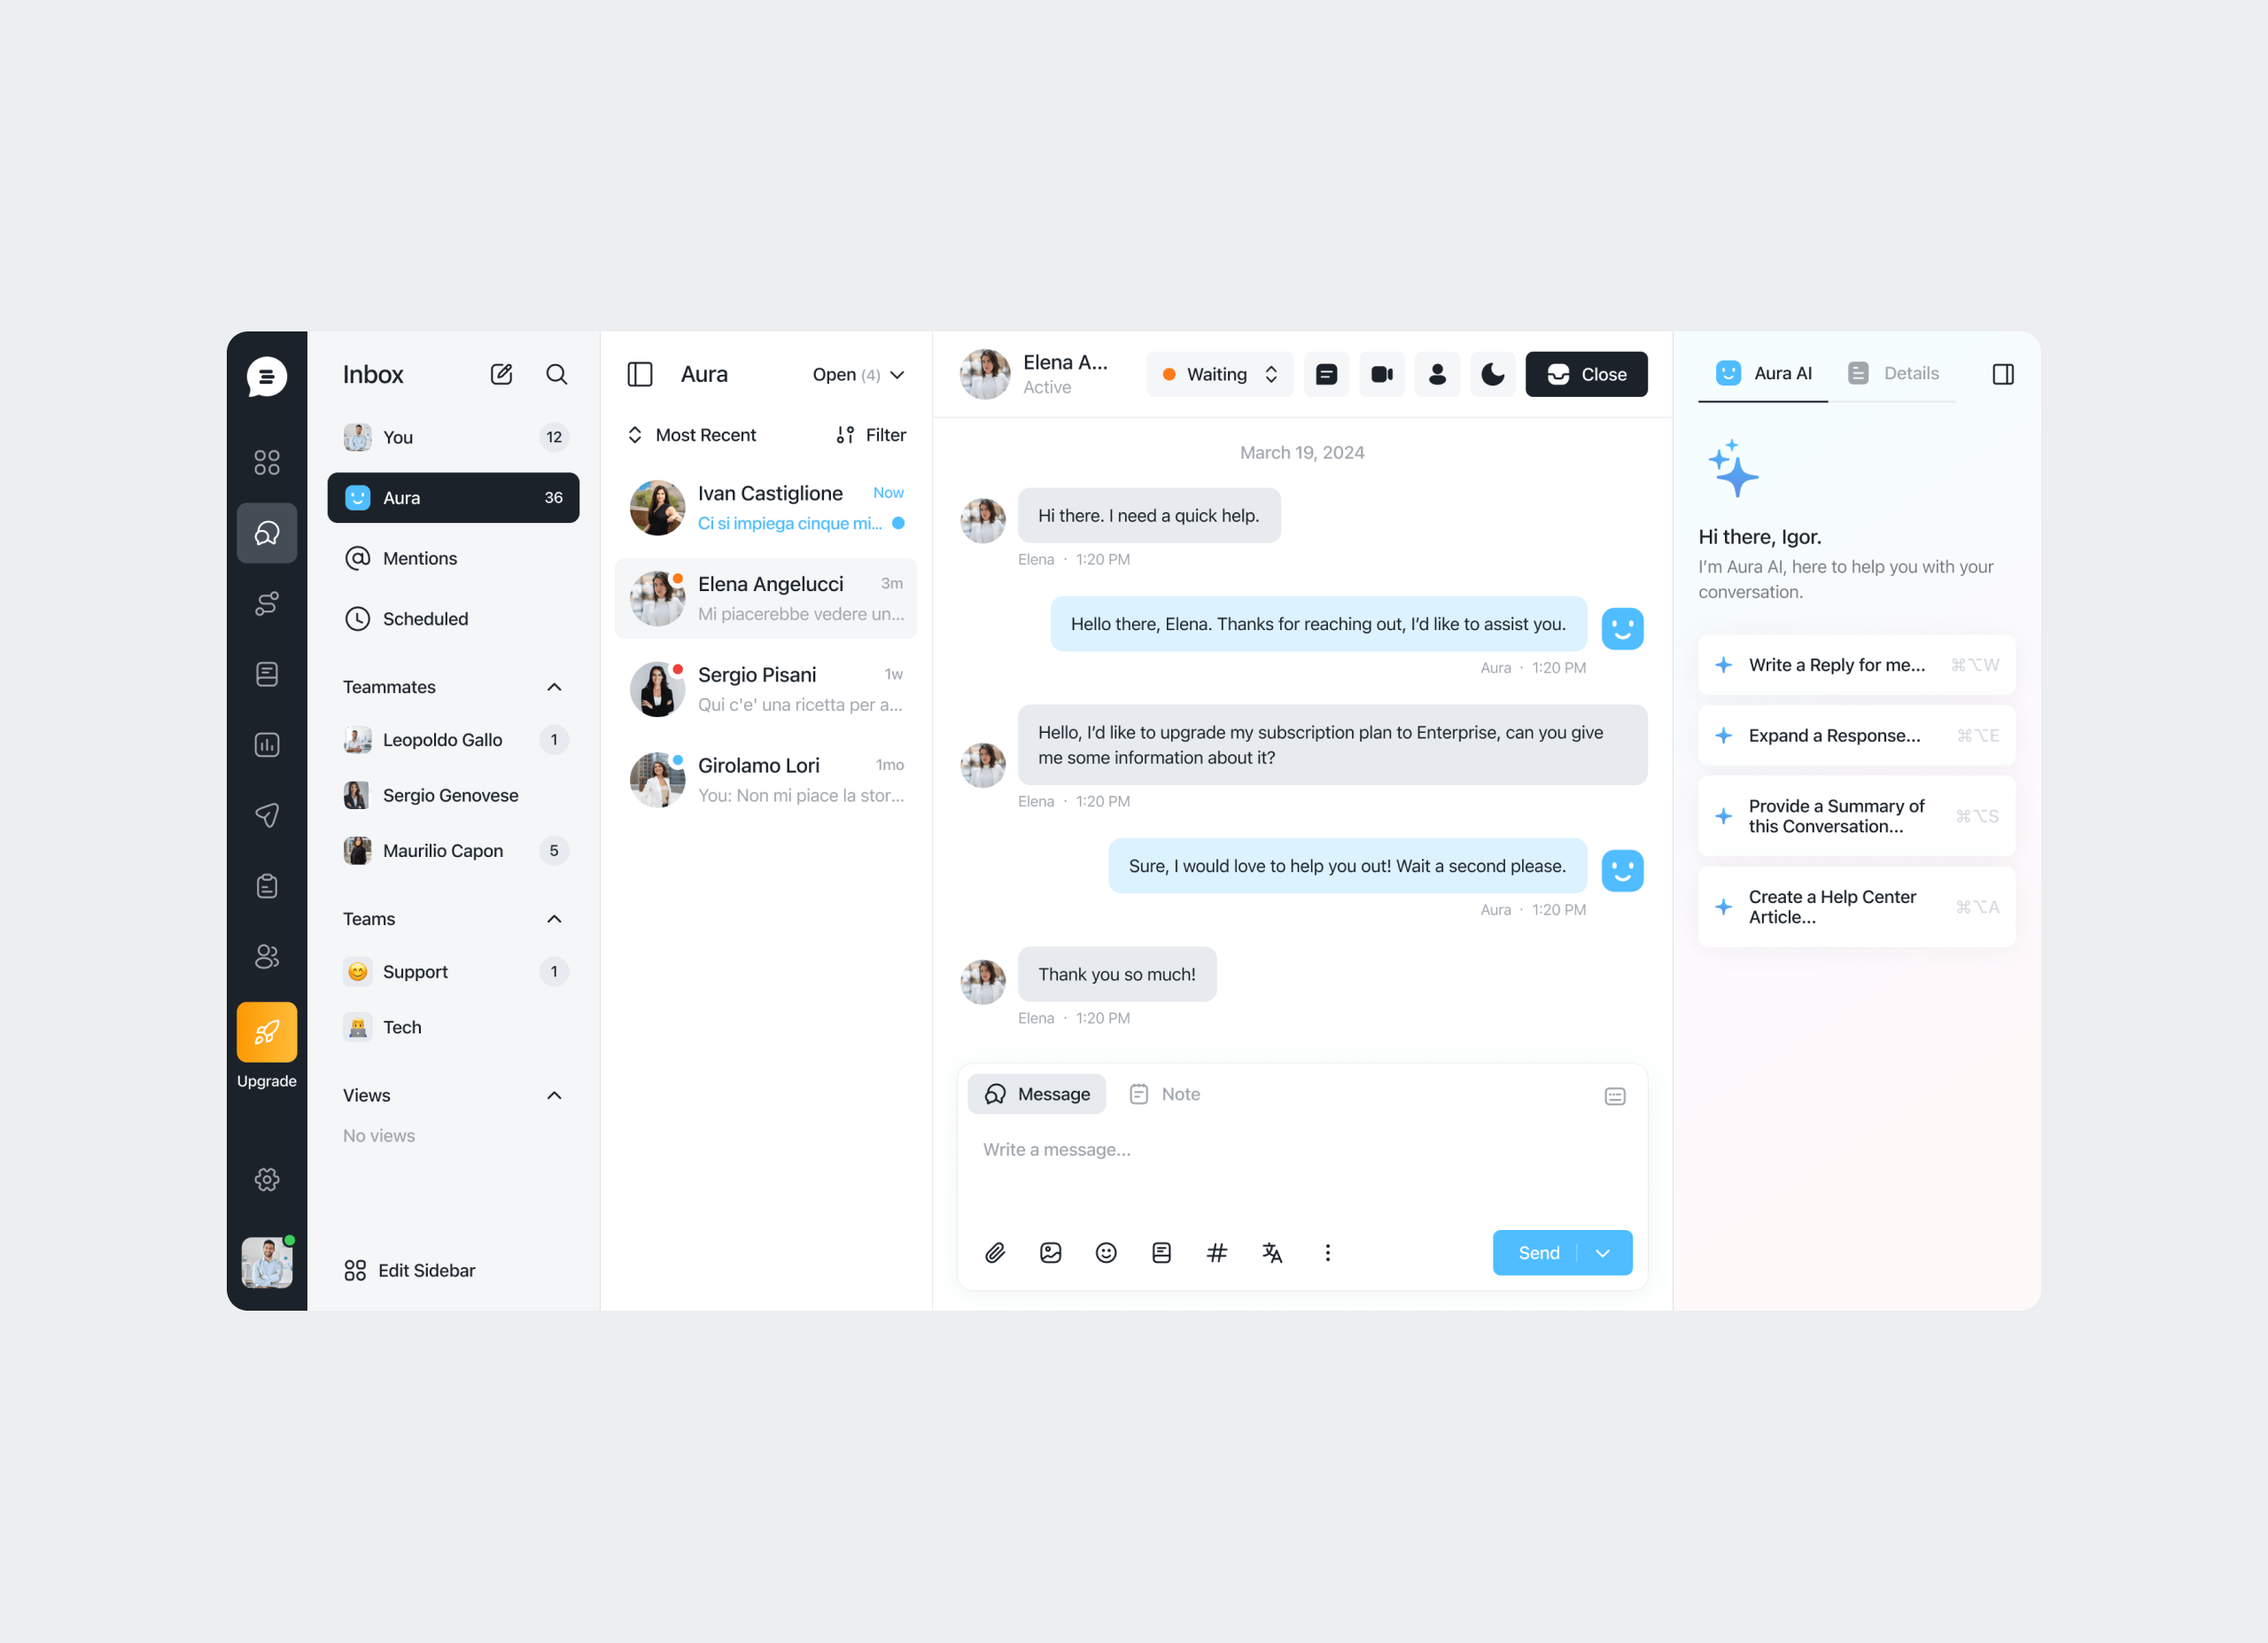 Inbox
You
12
Aura
36
Mentions
Scheduled
Teammates
Leopoldo Gallo
1
Sergio Genovese
Maurilio Capon
5
Teams
Support
1
Tech
Views
No views
Edit Sidebar
Upgrade
Aura
Open (4)
Most Recent
Filter
Ivan Castiglione
Now
Ci si impiega cinque mi...
Elena Angelucci
3m
Mi piacerebbe vedere un...
Sergio Pisani
1w
Qui c'e' una ricetta per a...
Girolamo Lori
1mo
You: Non mi piace la stor...
Elena A...
Active
Waiting
Close
March 19, 2024
Hi there. I need a quick help.
Elena · 1:20 PM
Hello there, Elena. Thanks for reaching out, I’d like to assist you.
Aura · 1:20 PM
Hello, I’d like to upgrade my subscription plan to Enterprise, can you give
me some information about it?
Elena · 1:20 PM
Sure, I would love to help you out! Wait a second please.
Aura · 1:20 PM
Thank you so much!
Elena · 1:20 PM
Message
Note
Write a message...
Send
Aura AI
Details
Hi there, Igor.
I’m Aura AI, here to help you with your
conversation.
Write a Reply for me...
⌘⌥W
Expand a Response...
⌘⌥E
Provide a Summary of
this Conversation...
⌘⌥S
Create a Help Center
Article...
⌘⌥A